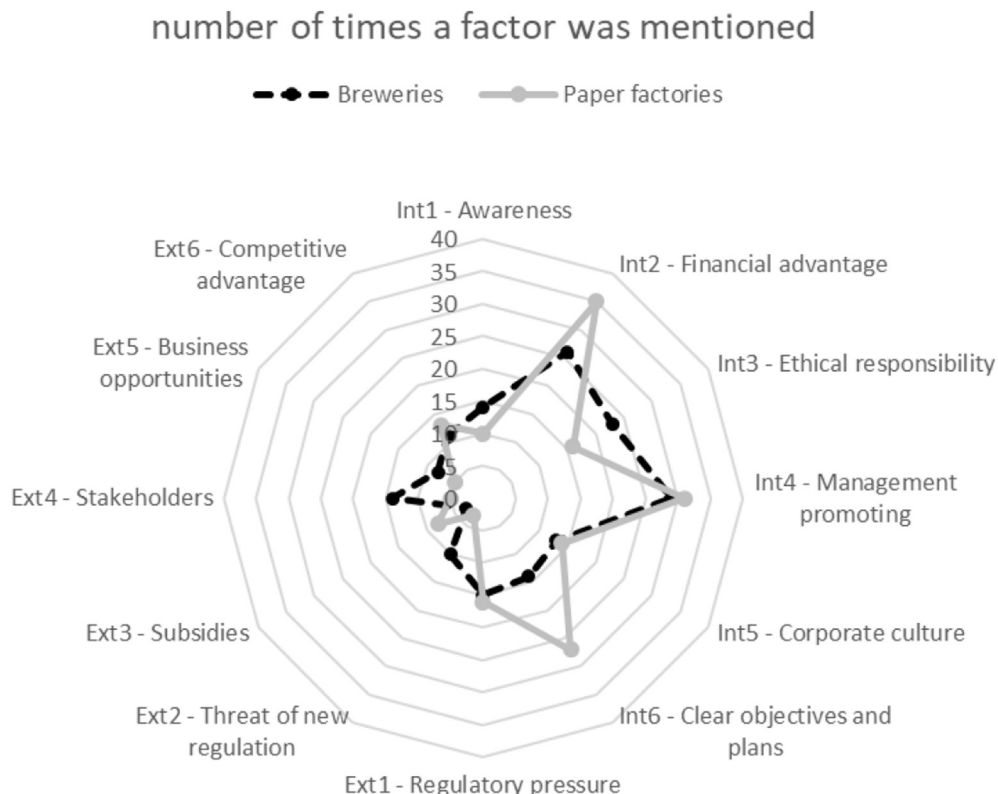 number of times a factor was mentioned
Breweries
Paper factories
Int1 - Awareness
40
35
30
25
20
15
10
5
0
Int2 - Financial advantage
Int3 - Ethical responsibility
Int4 - Management
promoting
Int5 - Corporate culture
Int6 - Clear objectives and
plans
Ext1 - Regulatory pressure
Ext2 - Threat of new
regulation
Ext3 - Subsidies
Ext4 - Stakeholders
Ext5 - Business
opportunities
Ext6 - Competitive
advantage